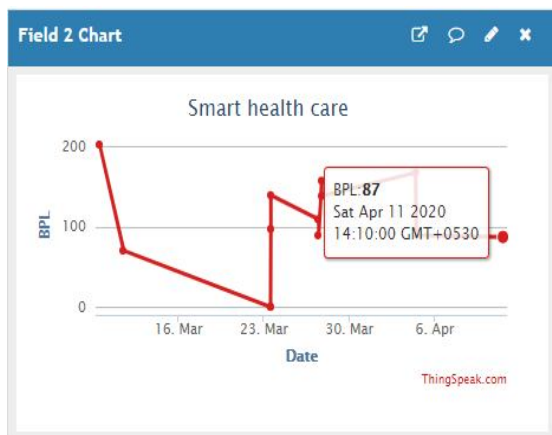 Field 2 Chart
Smart health care
200
100
0
BPL
BPL:87
Sat Apr 11 2020
14:10:00 GMT+0530
16. Mar 23. Mar 30. Mar 6. Apr
Date
ThingSpeak.com